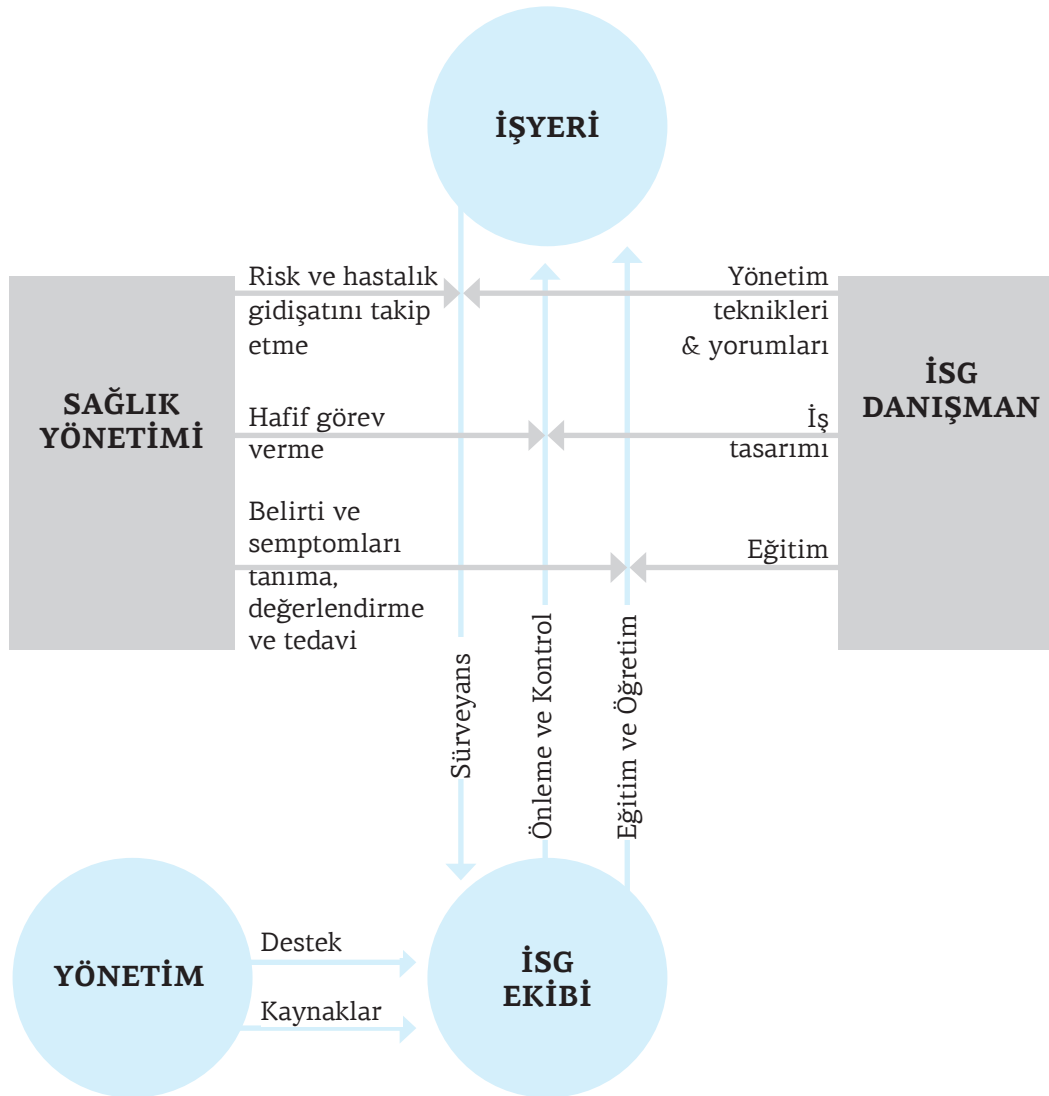 İŞYERİ
Risk ve hastalık
gidişatını takip
etme
Yönetim
teknikleri
& yorumları
SAĞLIK
YÖNETİMİ
İSG
DANIŞMAN
Hafif görev
verme
İş
tasarımı
Belirti ve
semptomları
tanıma,
değerlendirme
ve tedavi
Eğitim
Sürveyans
Önleme ve Kontrol
Eğitim ve Öğretim
YÖNETİM
Destek
Kaynaklar
İSG
EKİBİ